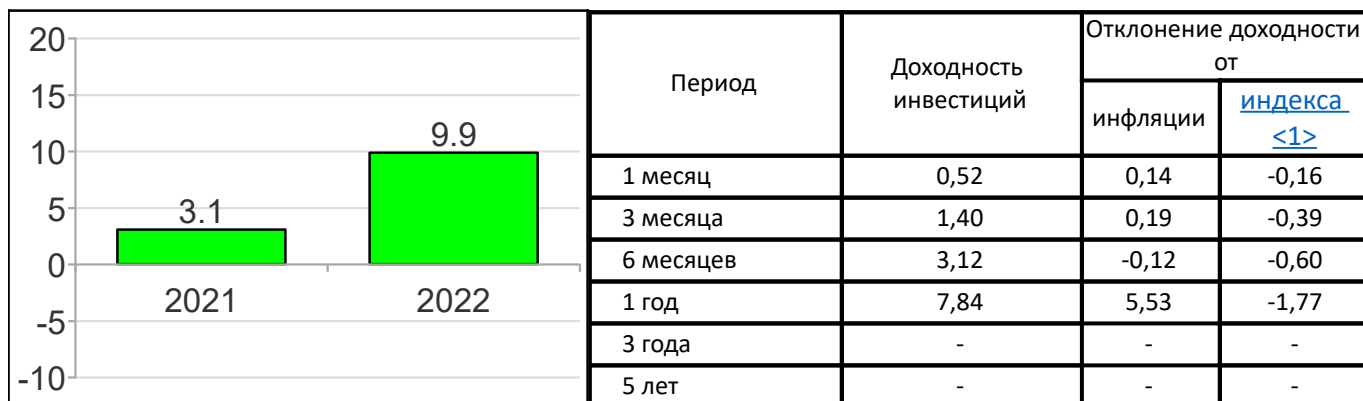 20
15
10
5
0
-5
-10
3.1
9.9
2021
2022
Период
Доходность
инвестиций
Отклонение доходности
от
инфляции
индекса
<1>
1 месяц 0,52 0,14 -0,16
3 месяца 1,40 0,19 -0,39
6 месяцев 3,12 -0,12 -0,60
1 год 7,84 5,53 -1,77
3 года - - -
5 лет - - -